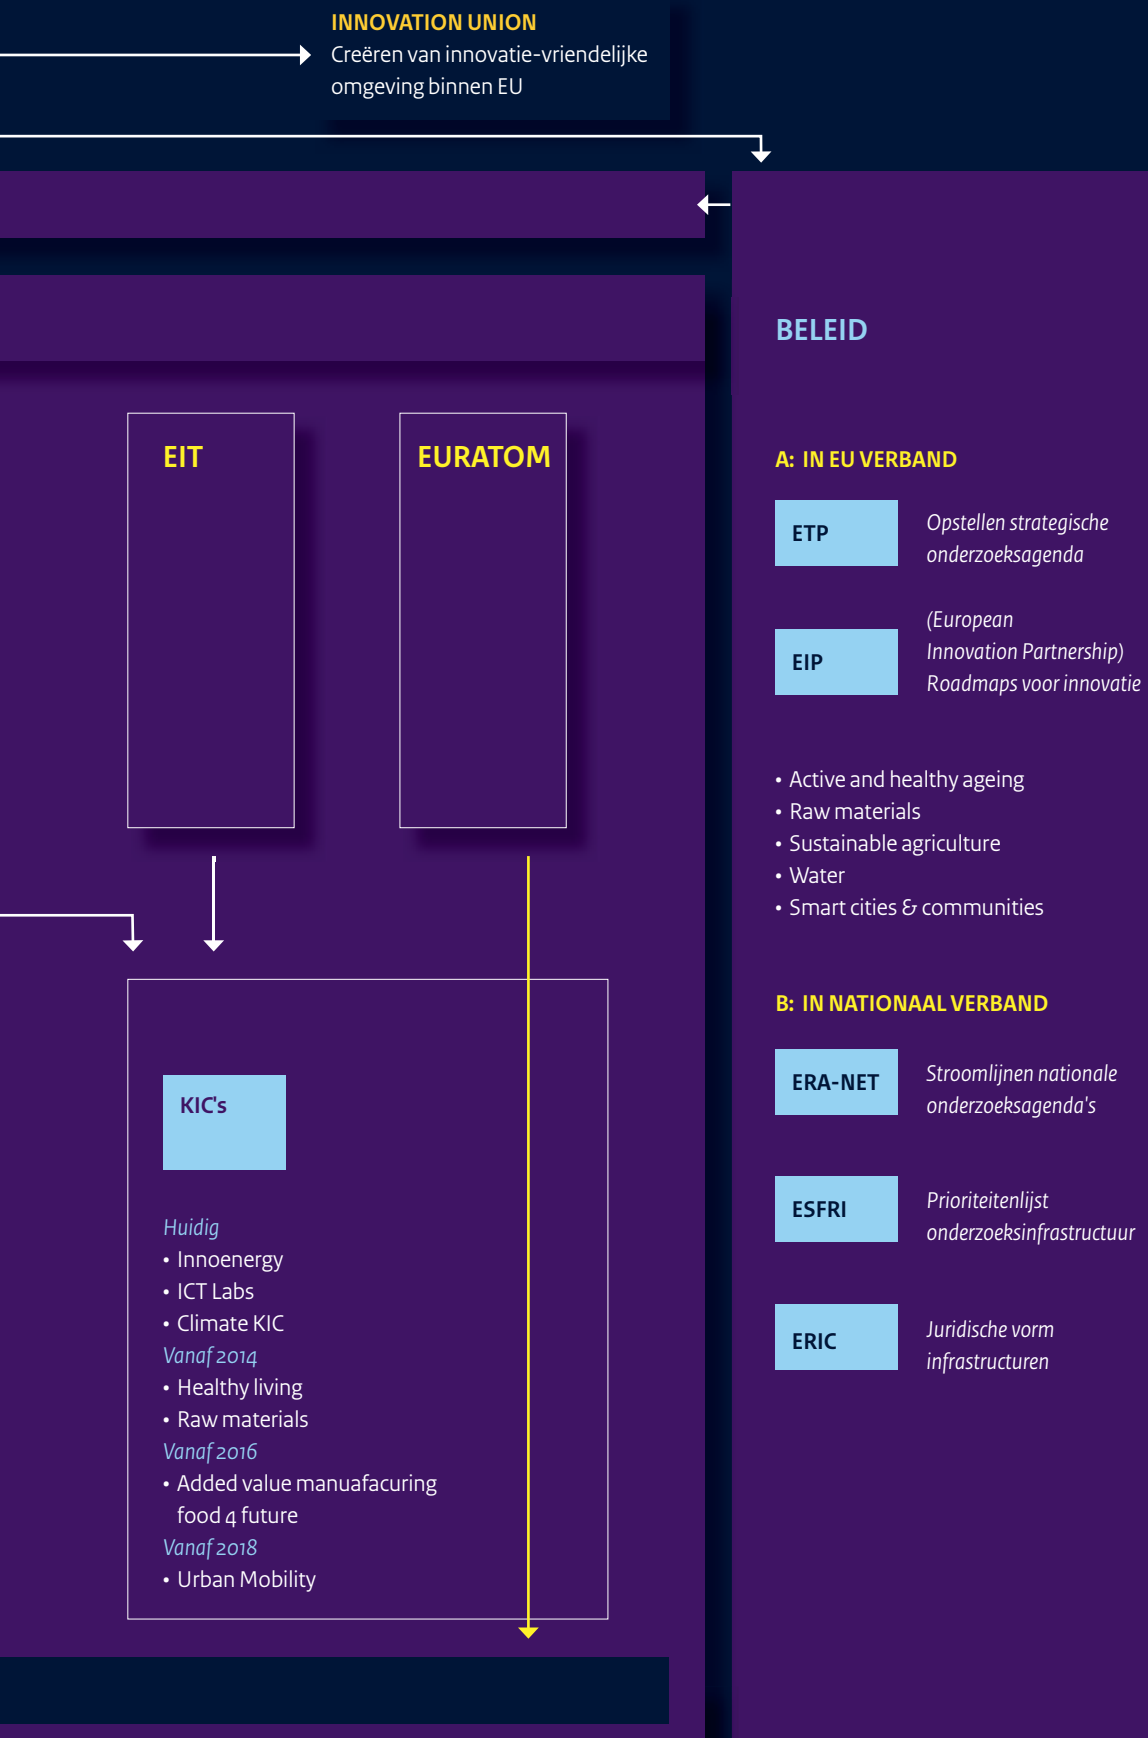 INNOVATION UNION
Creëren van innovatie-vriendelijke
omgeving binnen EU
EIT
EURATOM
KIC's
Huidig
• Innoenergy
• ICT Labs
• Climate KIC
Vanaf 2014
• Healthy living
• Raw materials
Vanaf 2016
• Added value manuafacuring
food 4 future
Vanaf 2018
• Urban Mobility
BELEID
A: IN EU VERBAND
ETP
Opstellen strategische
onderzoeksagenda
EIP
(European
Innovation Partnership)
Roadmaps voor innovatie
• Active and healthy ageing
• Raw materials
• Sustainable agriculture
• Water
• Smart cities & communities
B: IN NATIONAAL VERBAND
ERA-NET
Stroomlijnen nationale
onderzoeksagenda's
ESFRI
Prioriteitenlijst
onderzoeksinfrastructuur
ERIC
Juridische vorm
infrastructuren